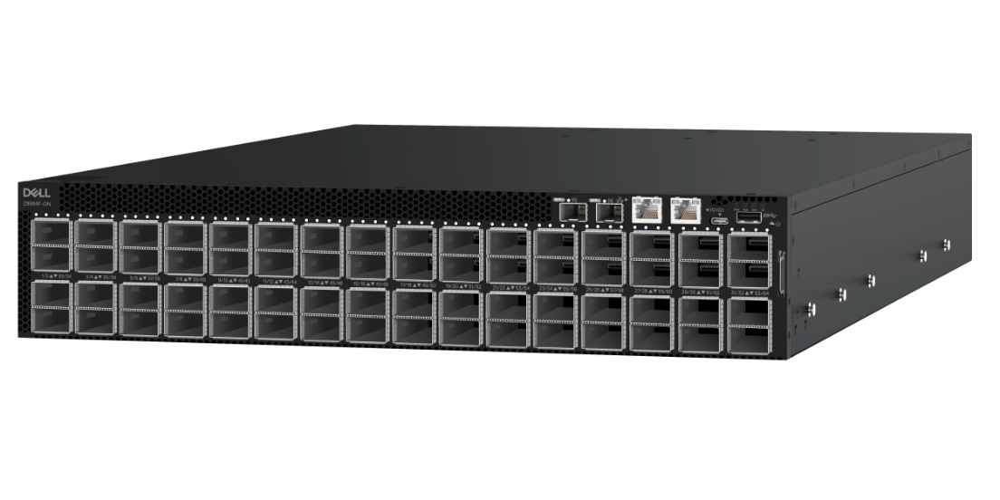 DELL
Z9864F-ON
1/2 ▲▼ 33/34
3/4 ▲▼ 35/36
5/6 ▲▼ 37/38
7/8 ▲▼ 39/40
9/10 ▲▼ 41/42
11/12 ▲▼ 43/44
13/14 ▲▼ 45/46
15/16 ▲▼ 47/48
17/18 ▲▼ 49/50
19/20 ▲▼ 51/52
21/22 ▲▼ 53/54
23/24 ▲▼ 55/56
25/26 ▲▼ 57/58
27/28 ▲▼ 59/60
29/30 ▲▼ 61/62
31/32 ▲▼ 63/64